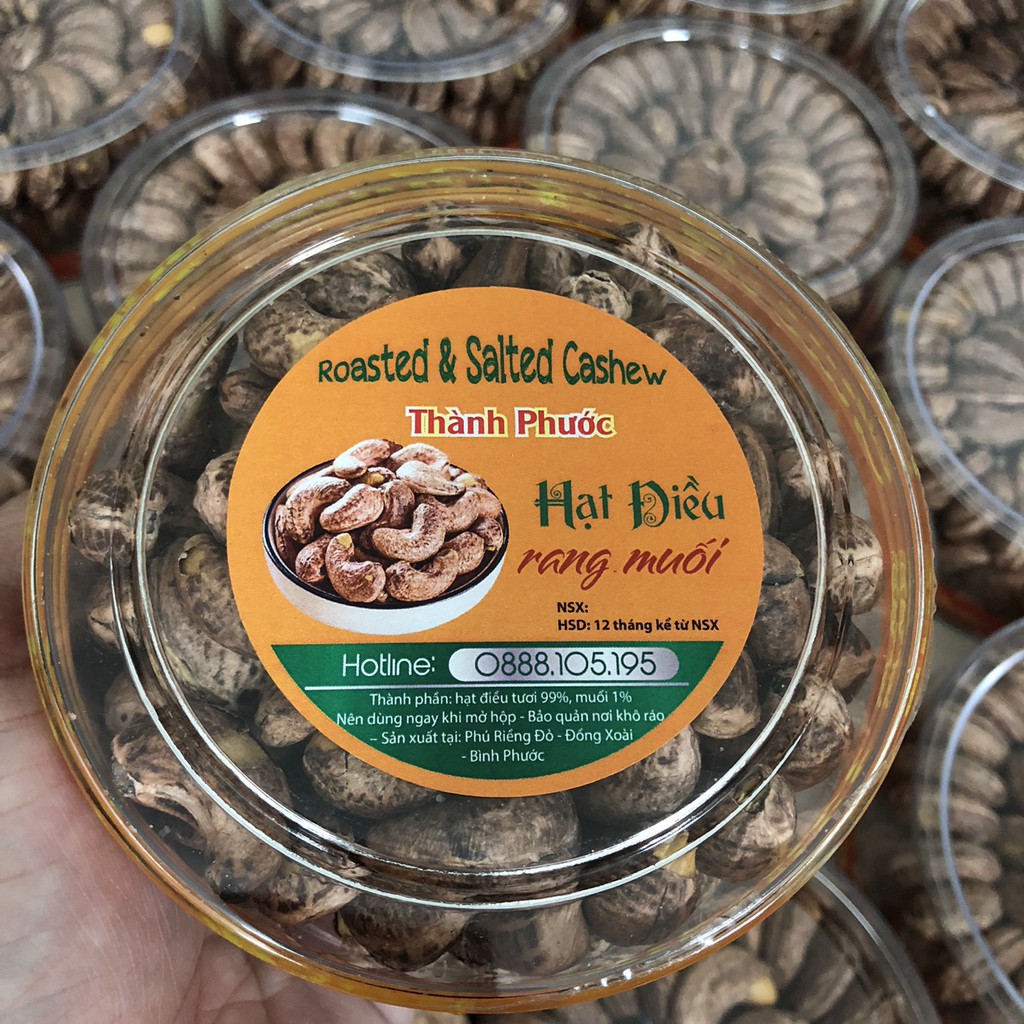 Roasted & Salted Cashew
Thành Phước
Hạt Điều
rang muối
NSX:
HSD: 12 tháng kể từ NSX
Hotline: 0888.105.195
Thành phần: hạt điều tươi 99%, muối 1%
Nên dùng ngay khi mở hộp - Bảo quản nơi khô ráo
– Sản xuất tại: Phú Riềng Đỏ - Đồng Xoài
- Bình Phước